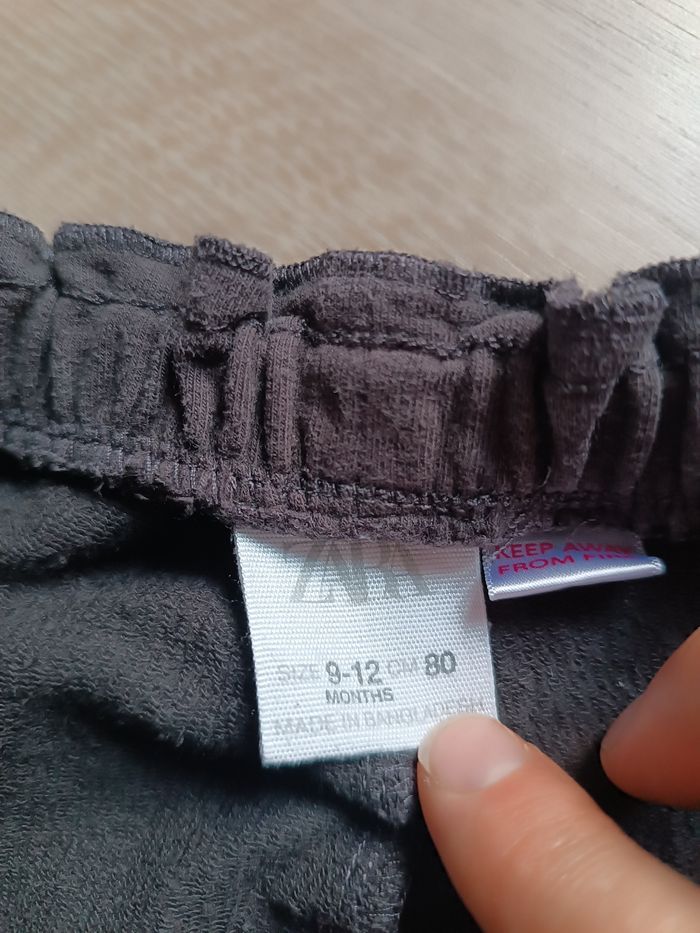 ZARA
SIZE 9-12 CM 80
MONTHS
MADE IN BANGLADESH
KEEP AWAY
FROM FIRE